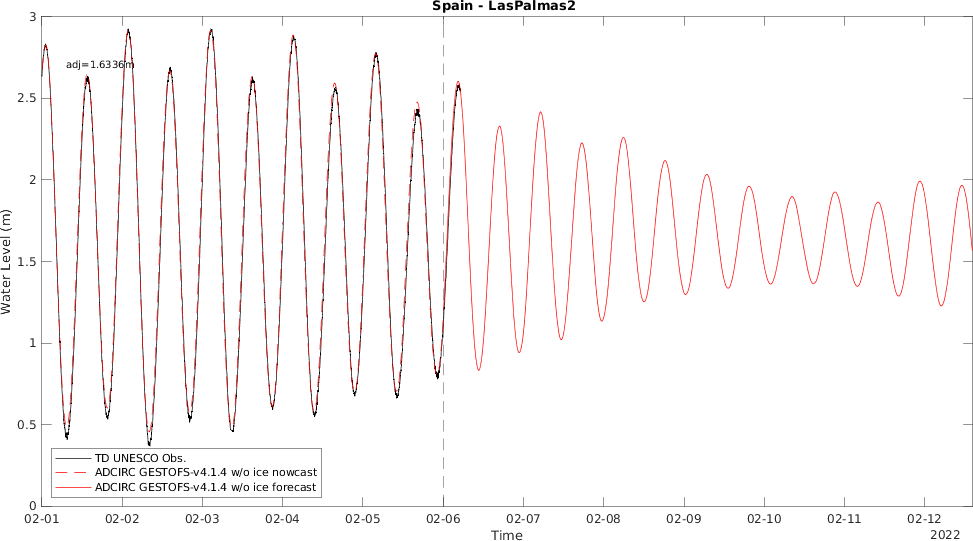 Spain - LasPalmas2
3
adj=1.6336m
2.5
2
1.5
1
0.5
0
Water Level (m)
TD UNESCO Obs.
ADCIRC GESTOFS-v4.1.4 w/o ice nowcast
ADCIRC GESTOFS-v4.1.4 w/o ice forecast
02-01 02-02 02-03 02-04 02-05 02-06 02-07 02-08 02-09 02-10 02-11 02-12
Time
2022